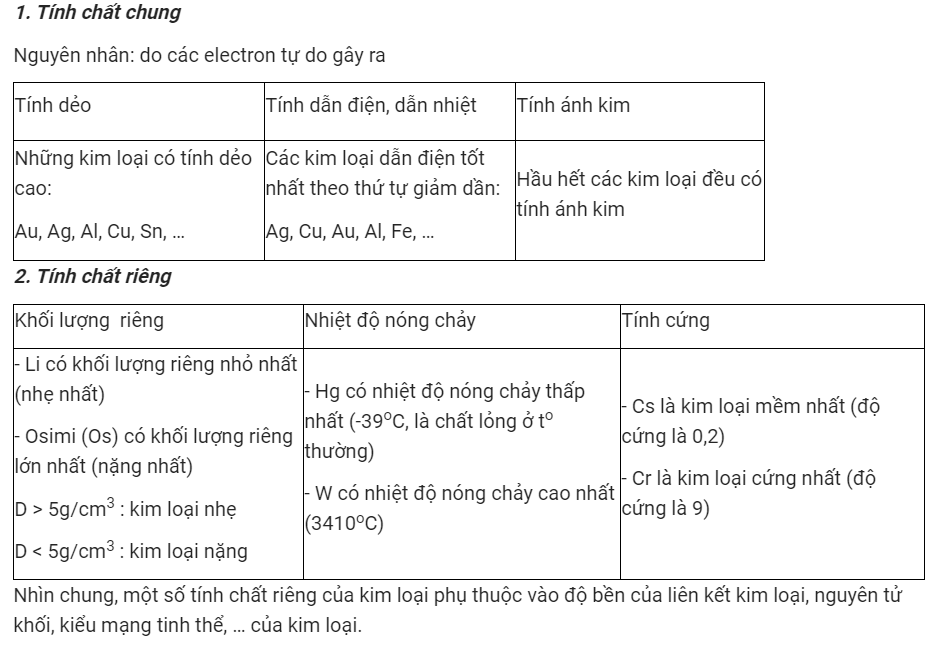 1. Tính chất chung
Nguyên nhân: do các electron tự do gây ra
Tính dẻo
Tính dẫn điện, dẫn nhiệt
Tính ánh kim
Những kim loại có tính dẻo
cao:
Au, Ag, Al, Cu, Sn, ...
Các kim loại dẫn điện tốt
nhất theo thứ tự giảm dần:
Ag, Cu, Au, Al, Fe, ...
Hầu hết các kim loại đều có
tính ánh kim
2. Tính chất riêng
Khối lượng riêng
Nhiệt độ nóng chảy
Tính cứng
- Li có khối lượng riêng nhỏ nhất
(nhẹ nhất)
- Osimi (Os) có khối lượng riêng
lớn nhất (nặng nhất)
D > 5g/cm³ : kim loại nhẹ
D < 5g/cm³ : kim loại nặng
- Hg có nhiệt độ nóng chảy thấp
nhất (-39ºC, là chất lỏng ở tº
thường)
- W có nhiệt độ nóng chảy cao nhất
(3410ºC)
- Cs là kim loại mềm nhất (độ
cứng là 0,2)
- Cr là kim loại cứng nhất (độ
cứng là 9)
Nhìn chung, một số tính chất riêng của kim loại phụ thuộc vào độ bền của liên kết kim loại, nguyên tử
khối, kiểu mạng tinh thể, ... của kim loại.